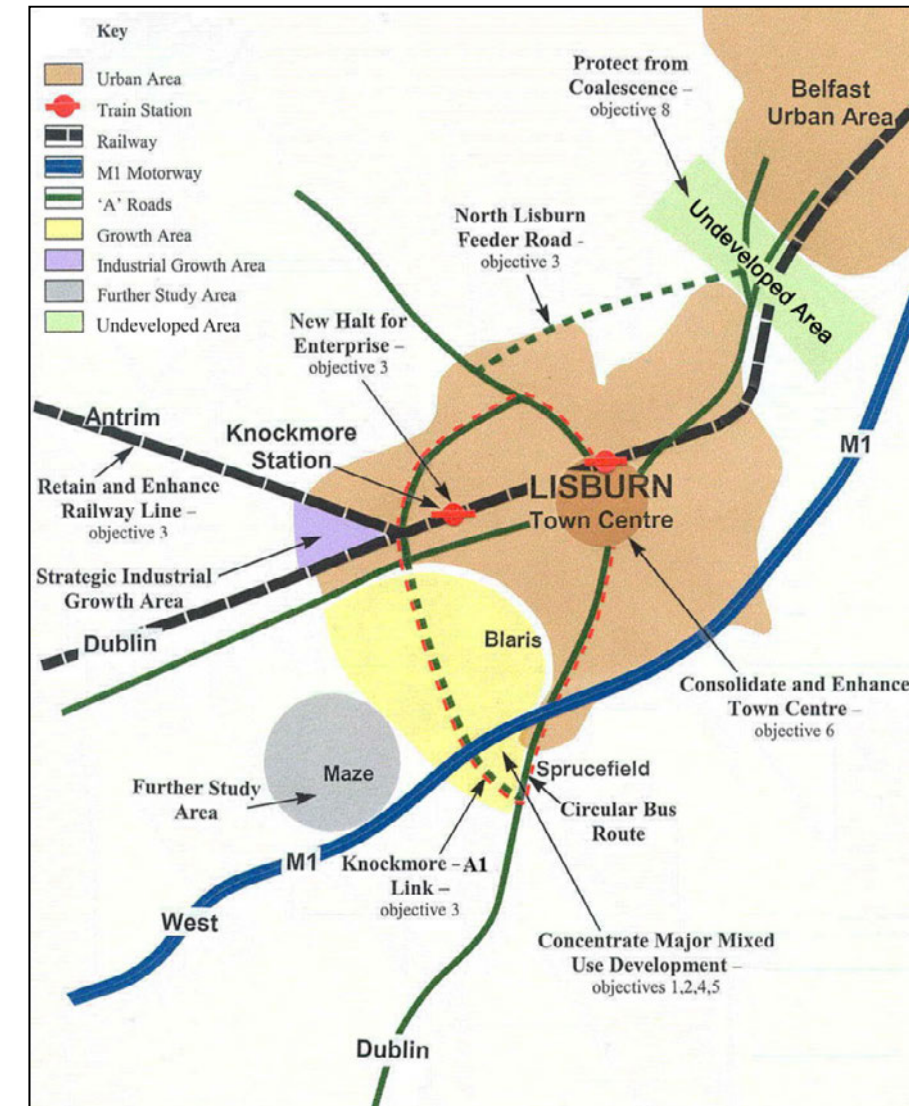 Key
Urban Area
Train Station
Railway
M1 Motorway
'A' Roads
Growth Area
Industrial Growth Area
Further Study Area
Undeveloped Area
Protect from
Coalescence –
objective 8
Belfast
Urban Area
North Lisburn
Feeder Road -
objective 3
Undeveloped Area
New Halt for
Enterprise –
objective 3
Antrim
Knockmore
Station
M1
Retain and Enhance
Railway Line –
objective 3
LISBURN
Town Centre
Strategic Industrial
Growth Area
Dublin
Blaris
Consolidate and Enhance
Town Centre –
objective 6
Maze
Sprucefield
Further Study
Area
Circular Bus
Route
M1
Knockmore – A1
Link –
objective 3
West
Concentrate Major Mixed
Use Development –
objectives 1,2,4,5
Dublin